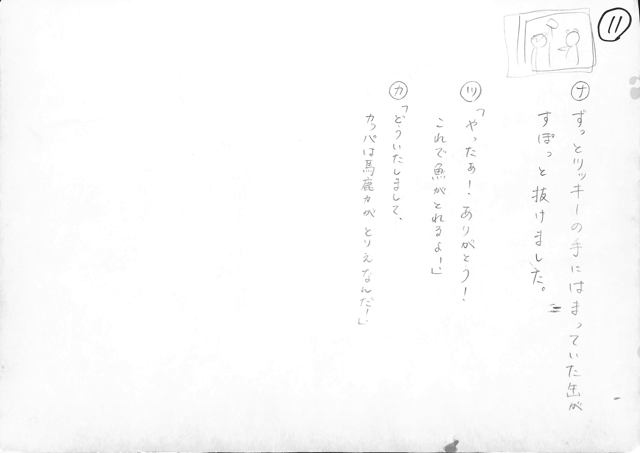 11
ナ ずっとツッキーの手にはまっていた缶が
すぽっと抜けました。
ツ 「やったぁ！ありがとう！
これで魚がとれるよー！」
カ 「どういたしまして、
カッパは馬鹿力がとりえなんだ！」